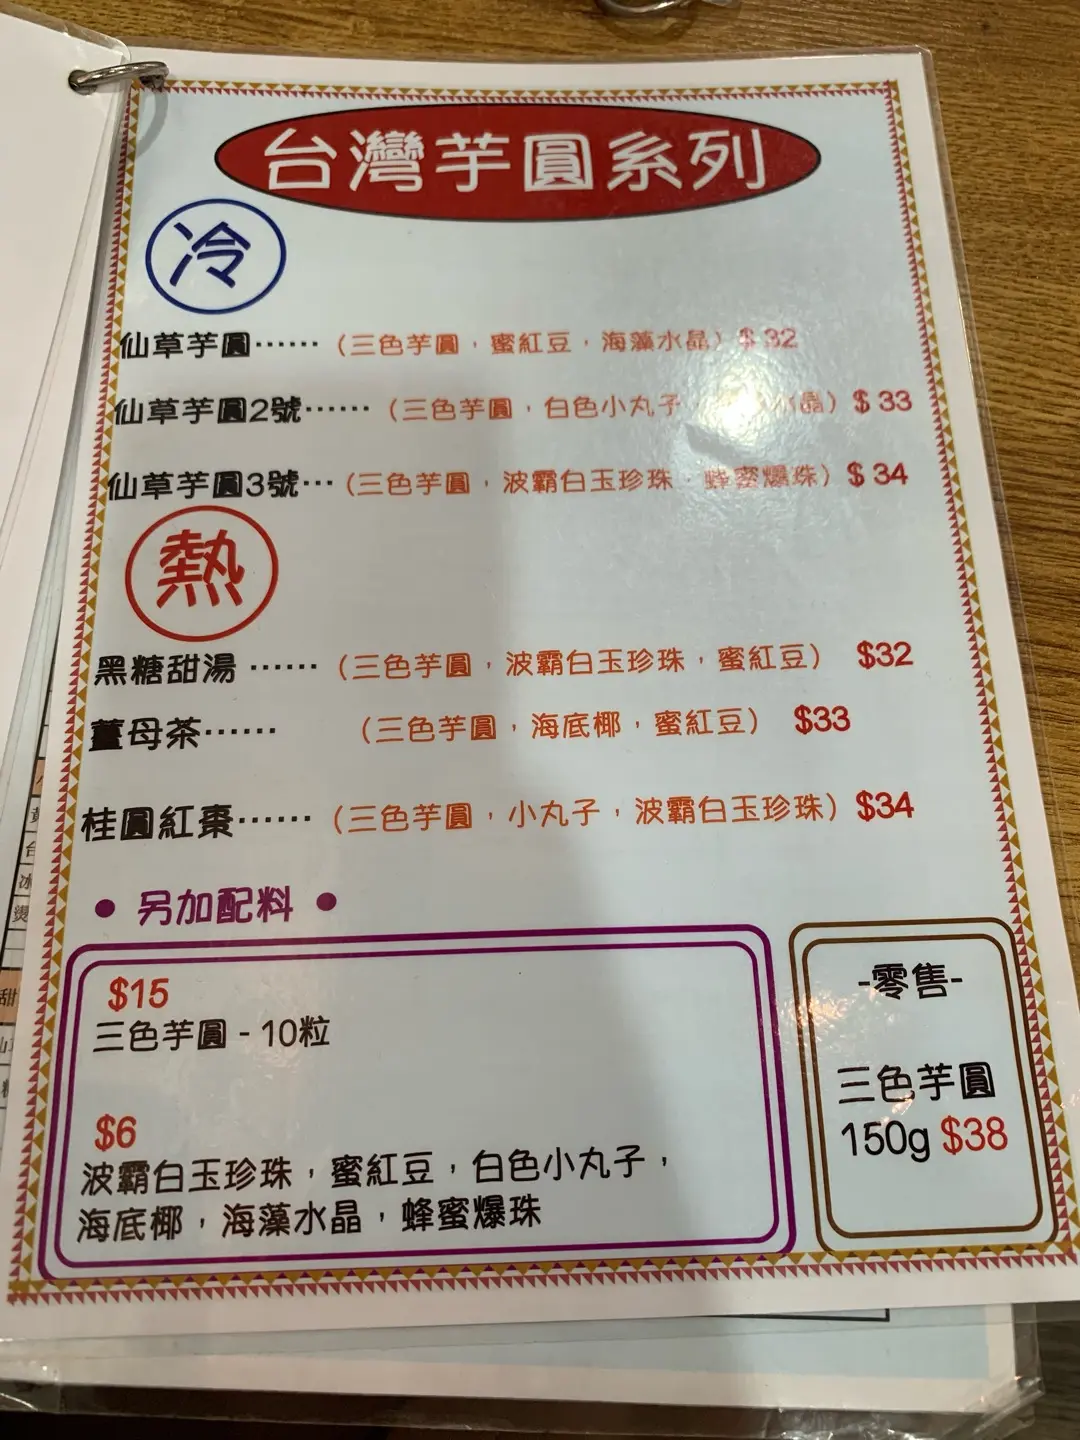 台灣芋圓系列
冷
仙草芋圓⋯⋯（三色芋圓，蜜紅豆，海藻水晶）$ 32
仙草芋圓2號⋯⋯（三色芋圓，白色小丸子 水晶）$ 33
仙草芋圓3號⋯（三色芋圓，波霸白玉珍珠，蜂蜜爆珠）$ 34
熱
黑糖甜湯⋯⋯（三色芋圓，波霸白玉珍珠，蜜紅豆） $32
薑母茶⋯⋯ （三色芋圓，海底椰，蜜紅豆） $33
桂圓紅棗⋯⋯（三色芋圓，小丸子，波霸白玉珍珠）$34
• 另加配料 •
$15
三色芋圓 - 10粒
$6
波霸白玉珍珠，蜜紅豆，白色小丸子，
海底椰，海藻水晶，蜂蜜爆珠
-零售-
三色芋圓
150g $38